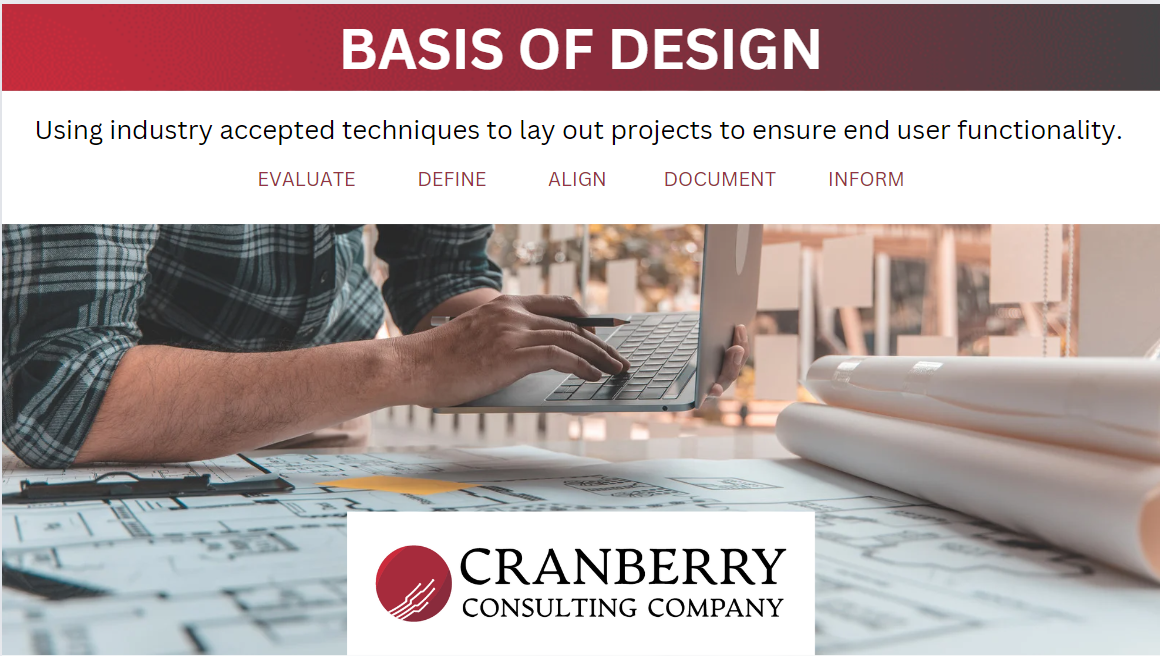 BASIS OF DESIGN
Using industry accepted techniques to lay out projects to ensure end user functionality.
EVALUATE DEFINE ALIGN DOCUMENT INFORM
CRANBERRY
CONSULTING COMPANY